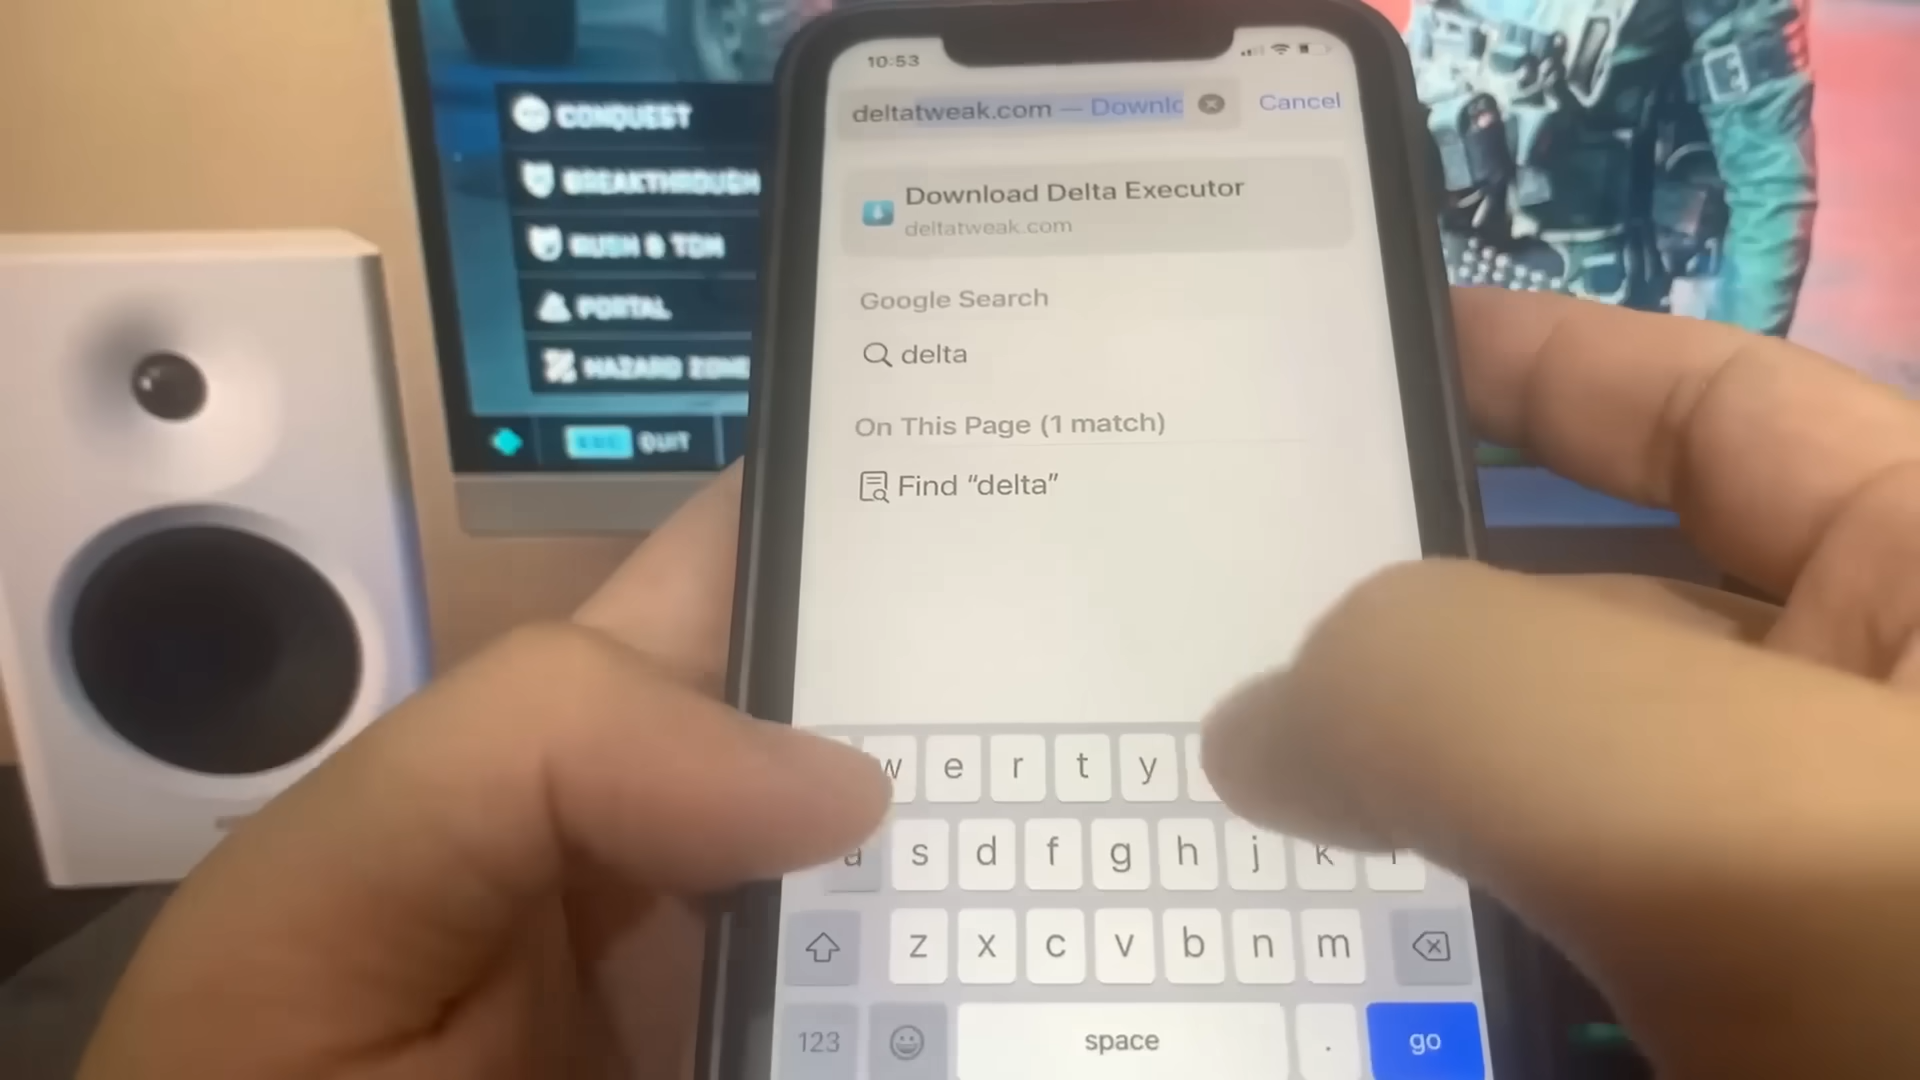 CONQUEST
BREAKTHROUGH
RUSH & TDM
PORTAL
HAZARD ZONE
ESC QUIT
10:53
deltatweak.com — Downlo
Cancel
Download Delta Executor
deltatweak.com
Google Search
delta
On This Page (1 match)
Find “delta”
w e r t y
a s d f g h j k l
z x c v b n m
123 space . go